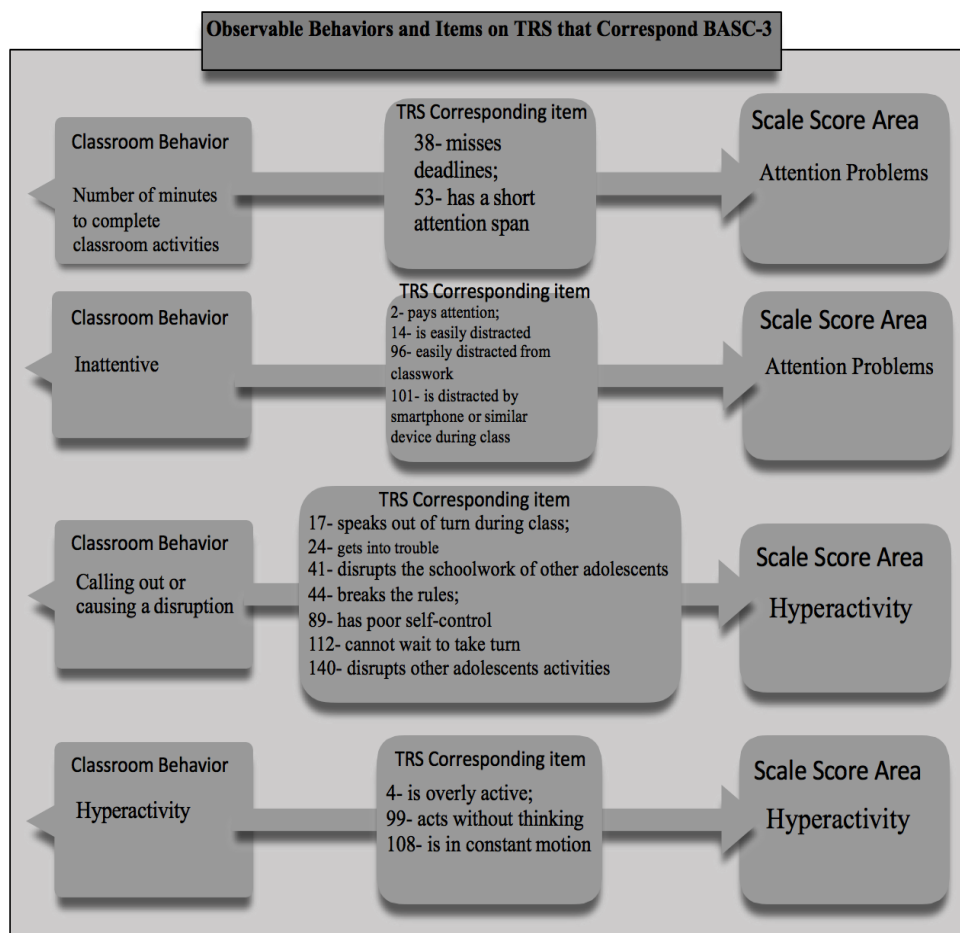 Observable Behaviors and Items on TRS that Correspond BASC-3
Classroom Behavior
Number of minutes
to complete
classroom activities
TRS Corresponding item
38- misses
deadlines;
53- has a short
attention span
Scale Score Area
Attention Problems
Classroom Behavior
Inattentive
TRS Corresponding item
2- pays attention;
14- is easily distracted
96- easily distracted from
classwork
101- is distracted by
smartphone or similar
device during class
Scale Score Area
Attention Problems
Classroom Behavior
Calling out or
causing a disruption
TRS Corresponding item
17- speaks out of turn during class;
24- gets into trouble
41- disrupts the schoolwork of other adolescents
44- breaks the rules;
89- has poor self-control
112- cannot wait to take turn
140- disrupts other adolescents activities
Scale Score Area
Hyperactivity
Classroom Behavior
Hyperactivity
TRS Corresponding item
4- is overly active;
99- acts without thinking
108- is in constant motion
Scale Score Area
Hyperactivity